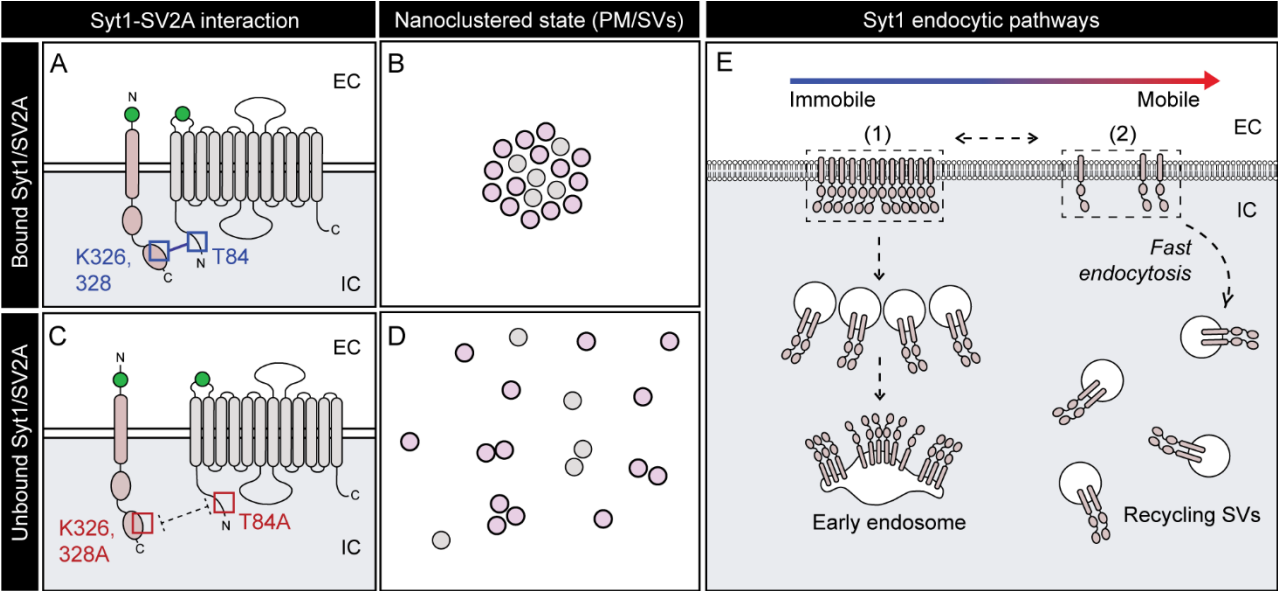 Syt1-SV2A interaction
Nanoclustered state (PM/SVs)
Syt1 endocytic pathways
Bound Syt1/SV2A
A
EC
N
K326,
328
T84
N
C
C
IC
B
Unbound Syt1/SV2A
C
EC
N
K326,
328A
T84A
N
C
C
IC
D
E
Immobile
Mobile
(1)
(2)
EC
IC
Fast
endocytosis
Early endosome
Recycling SVs